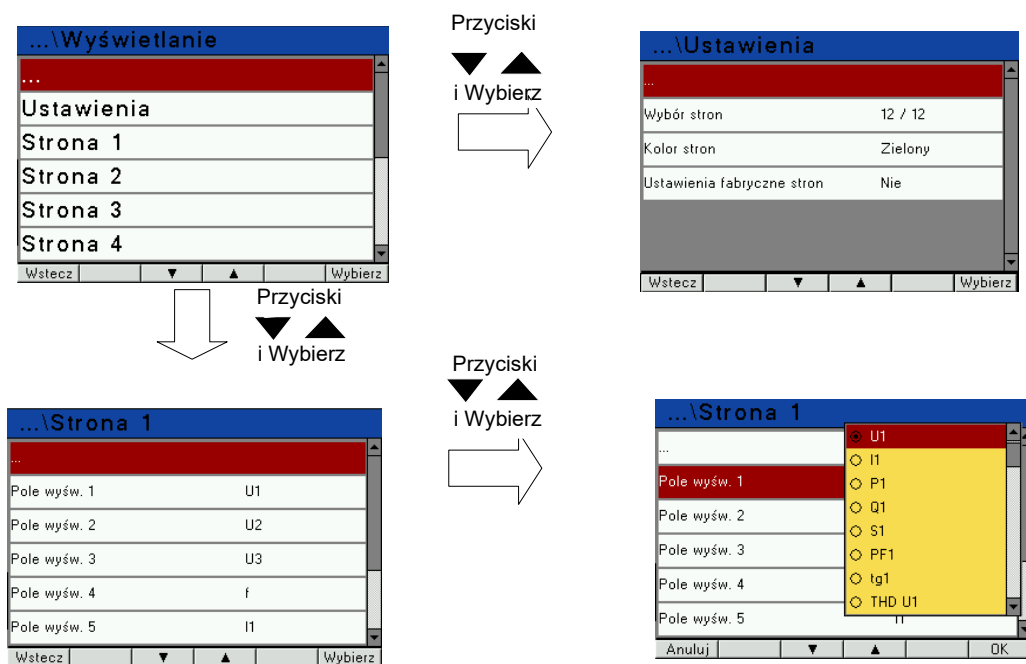 ...\Wyświetlanie
...
Ustawienia
Strona 1
Strona 2
Strona 3
Strona 4
Wstecz ▼ ▲ Wybierz
Przyciski
▼ ▲
i Wybierz
...\Ustawienia
...
Wybór stron 12 / 12
Kolor stron Zielony
Ustawienia fabryczne stron Nie
Wstecz ▼ ▲ Wybierz
Przyciski
▼ ▲
i Wybierz
...\Strona 1
...
Pole wyśw. 1 U1
Pole wyśw. 2 U2
Pole wyśw. 3 U3
Pole wyśw. 4 f
Pole wyśw. 5 I1
Wstecz ▼ ▲ Wybierz
Przyciski
▼ ▲
i Wybierz
...\Strona 1
...
Pole wyśw. 1
Pole wyśw. 2
Pole wyśw. 3
Pole wyśw. 4
Pole wyśw. 5
U1
I1
P1
Q1
S1
PF1
tg1
THD U1
Anuluj ▼ ▲ OK